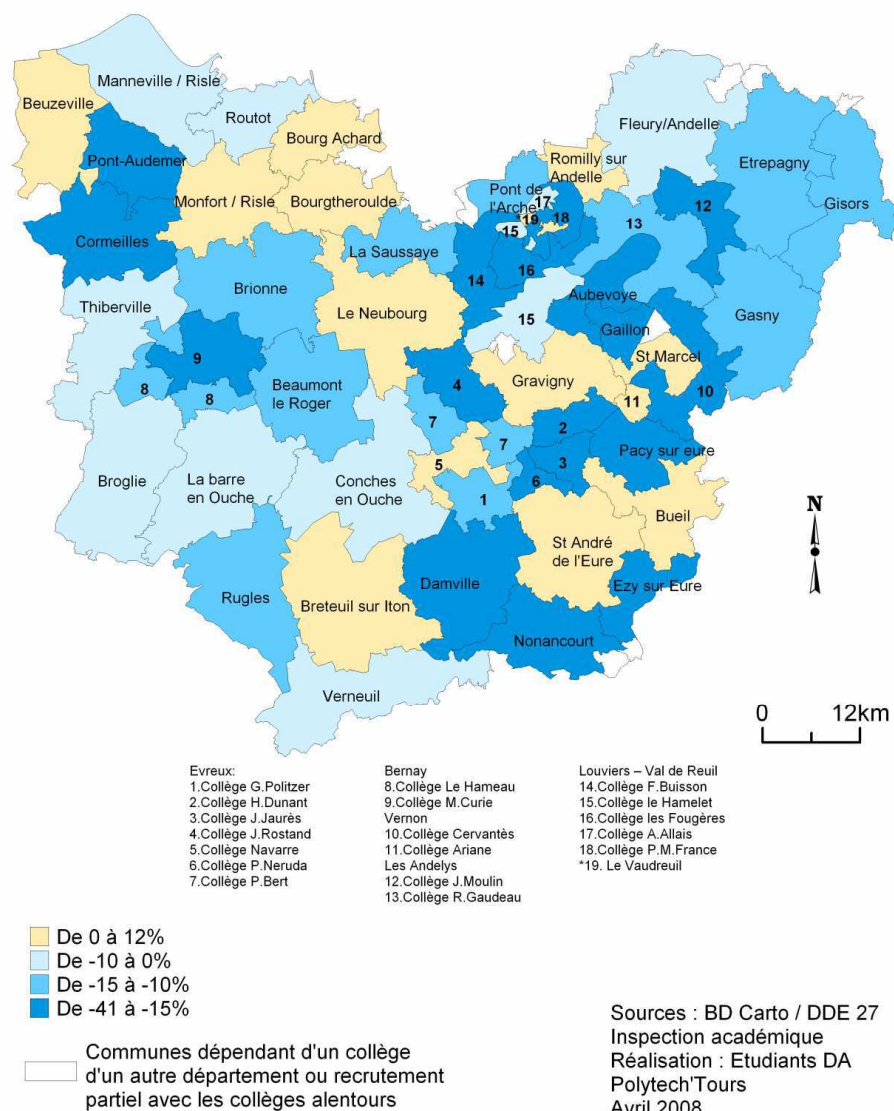 Manneville / Risle
Beuzeville
Routot
Fleury/Andelle
Bourg Achard
Romilly sur
Andelle
Etrepagny
Pont-Audemer
Pont de
l'Arche
17
12
Gisors
Monfort / Risle
Bourgtheroulde
*19
18
13
15
Cormeilles
La Saussaye
16
14
Brionne
Aubevoye
Thiberville
Le Neubourg
15
Gaillon
Gasny
9
St Marcel
8
8
Beaumont
le Roger
4
Gravigny
11
10
7
2
7
Pacy sur eure
5
3
Broglie
La barre
en Ouche
Conches
en Ouche
6
1
Bueil
N
St André
de l'Eure
Rugles
Breteuil sur Iton
Damville
Ezy sur Eure
Nonancourt
Verneuil
0 12km
Evreux:
1.Collège G.Politzer
2.Collège H.Dunant
3.Collège J.Jaurès
4.Collège J.Rostand
5.Collège Navarre
6.Collège P.Neruda
7.Collège P.Bert
Bernay
8.Collège Le Hameau
9.Collège M.Curie
Vernon
10.Collège Cervantès
11.Collège Ariane
Les Andelys
12.Collège J.Moulin
13.Collège R.Gaudeau
Louviers – Val de Reuil
14.Collège F.Buisson
15.Collège le Hamelet
16.Collège les Fougères
17.Collège A.Allais
18.Collège P.M.France
*19. Le Vaudreuil
De 0 à 12%
De -10 à 0%
De -15 à -10%
De -41 à -15%
Communes dépendant d'un collège
d'un autre département ou recrutement
partiel avec les collèges alentours
Sources : BD Carto / DDE 27
Inspection académique
Réalisation : Etudiants DA
Polytech'Tours
Avril 2008